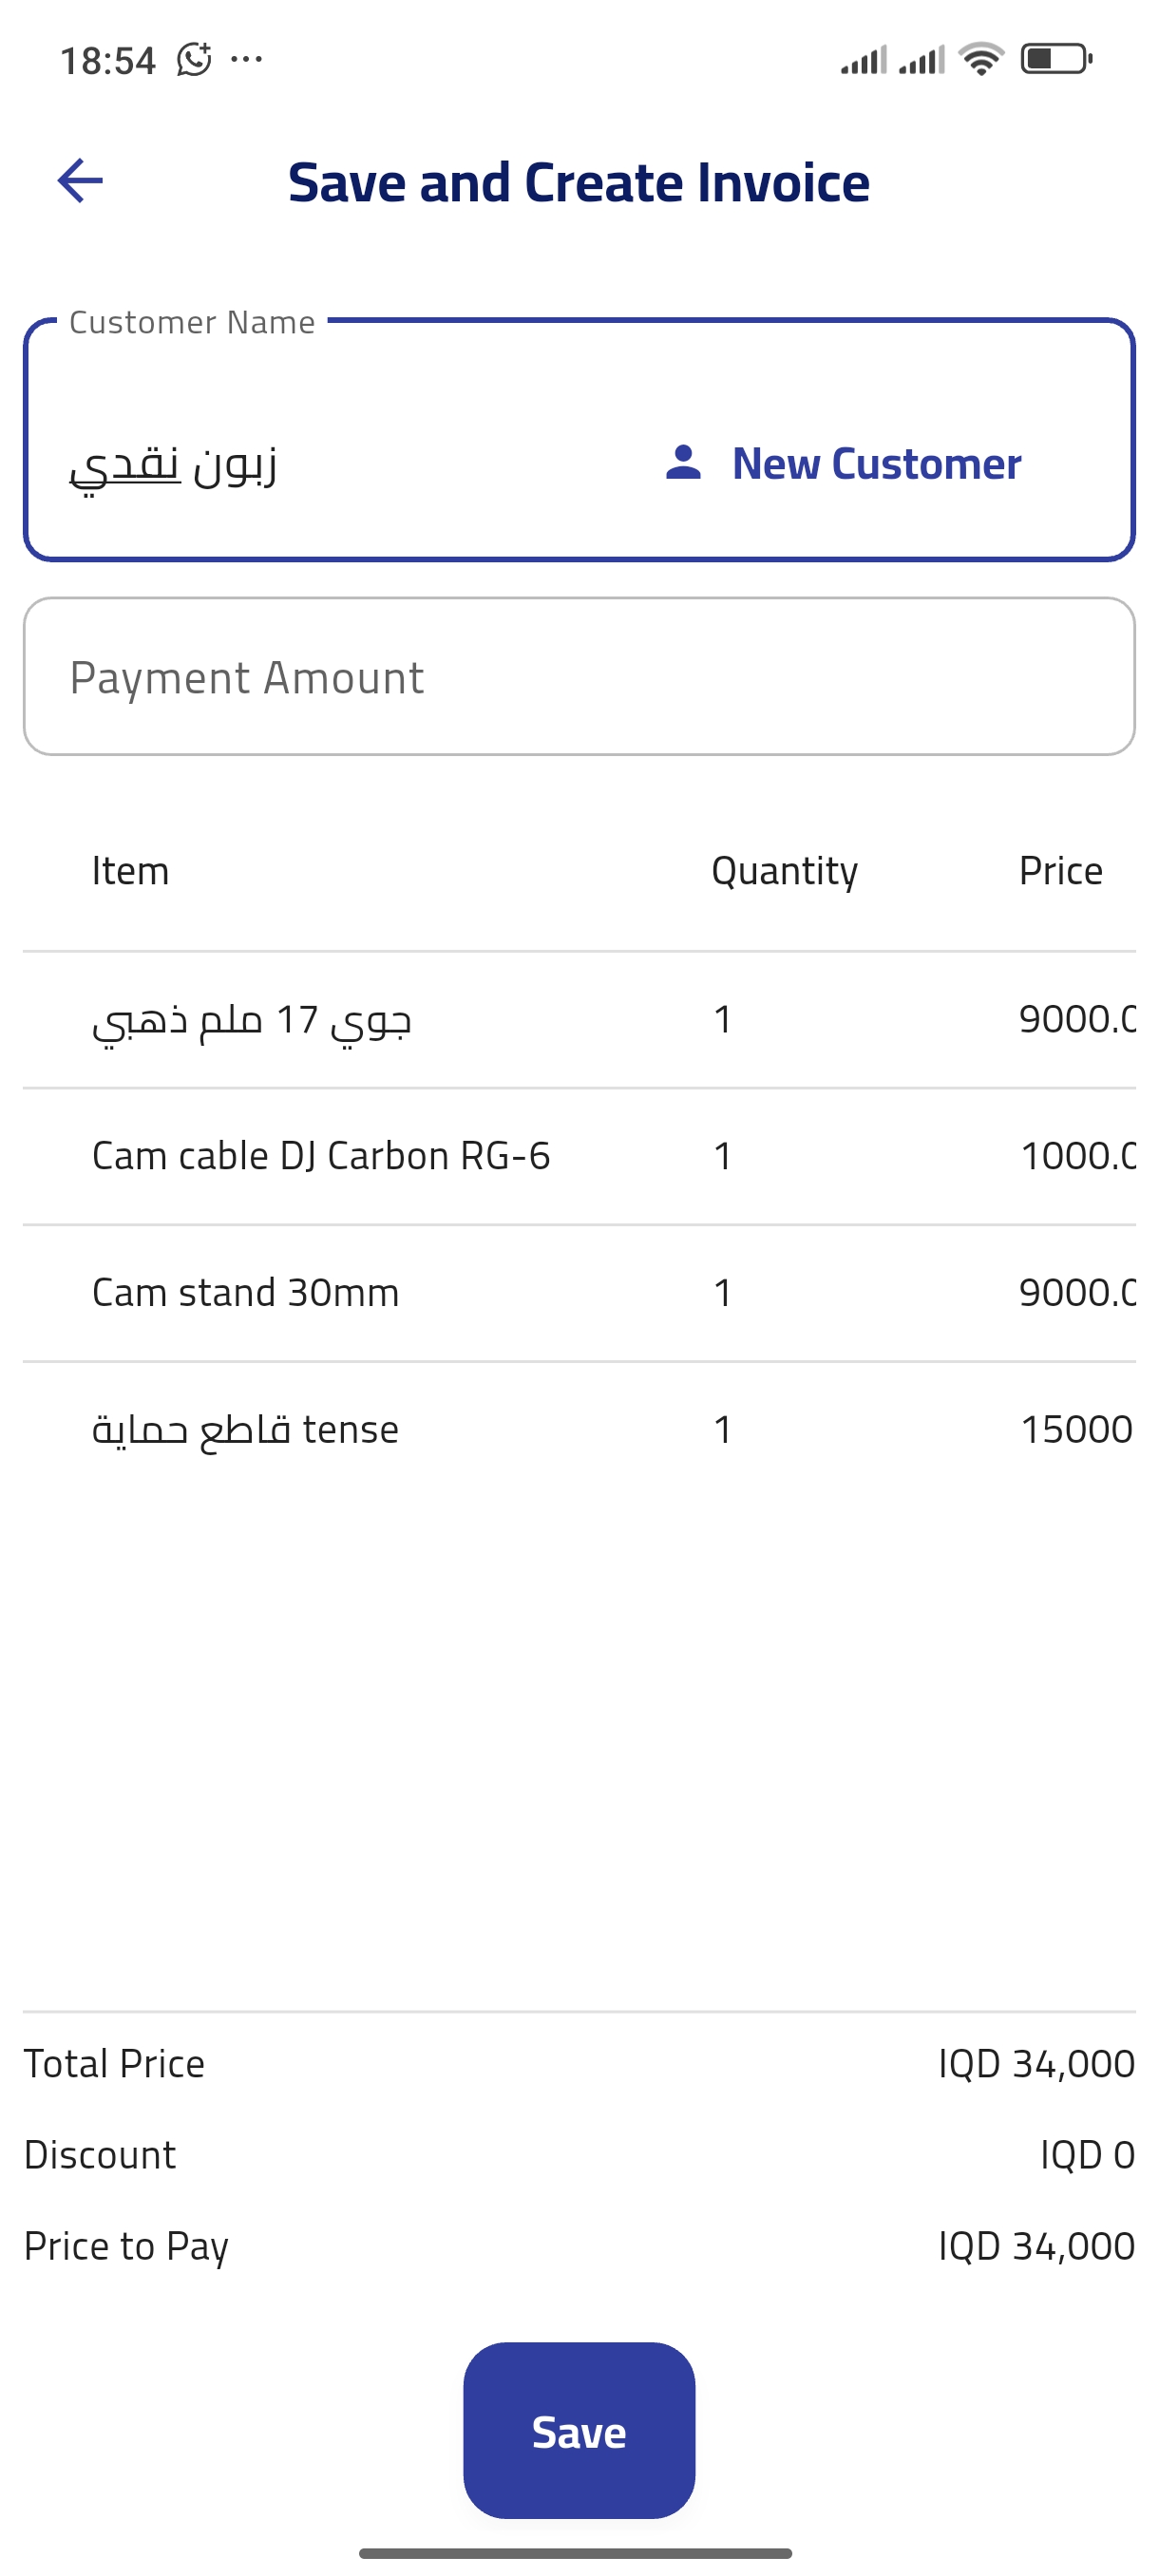 18:54
Save and Create Invoice
Customer Name
زبون نقدي
New Customer
Payment Amount
Item Quantity Price
جوي 17 ملم ذهبي 1 9000.0
Cam cable DJ Carbon RG-6 1 1000.0
Cam stand 30mm 1 9000.0
قاطع حماية tense 1 15000
Total Price IQD 34,000
Discount IQD 0
Price to Pay IQD 34,000
Save